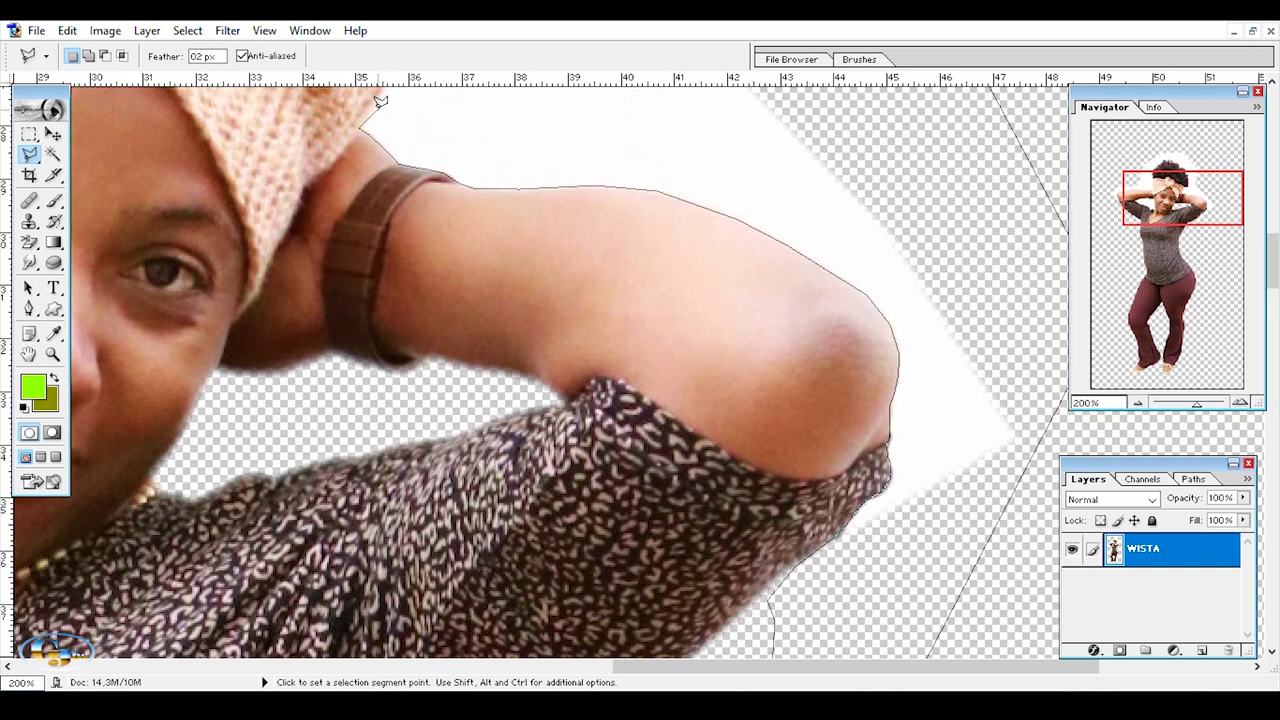 File Edit Image Layer Select Filter View Window Help
Feather: 02 px Anti-aliased
File Browser Brushes
29 30 31 32 33 34 35 36 37 38 39 40 41 42 43 44 45 46 47 48 49 50 51
Navigator Info
200%
Layers Channels Paths
Normal Opacity: 100%
Lock: Fill: 100%
WISTA
200% Doc: 14,3M/10M Click to set a selection segment point. Use Shift, Alt and Ctrl for additional options.